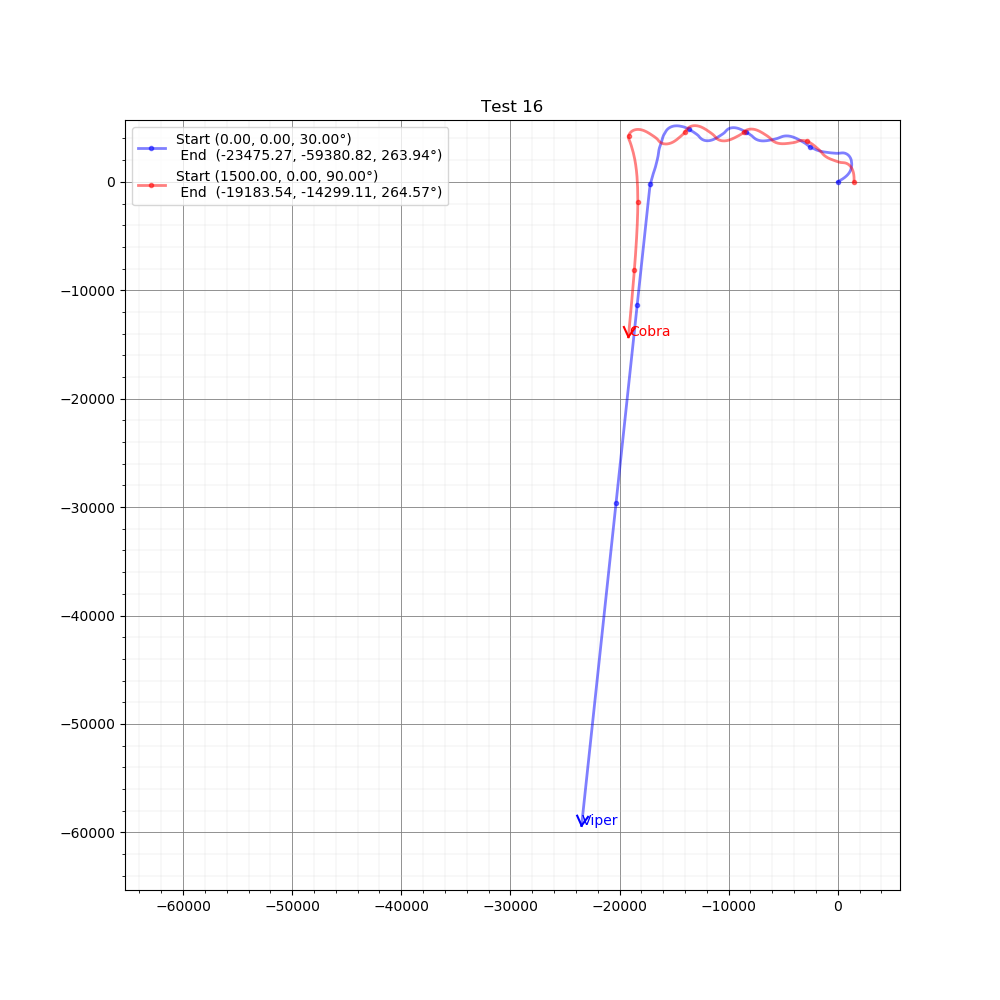 Test 16
Start (0.00, 0.00, 30.00°)
End (-23475.27, -59380.82, 263.94°)
Start (1500.00, 0.00, 90.00°)
End (-19183.54, -14299.11, 264.57°)
0
−10000
−20000
−30000
−40000
−50000
−60000
Cobra
Viper
−60000
−50000
−40000
−30000
−20000
−10000
0